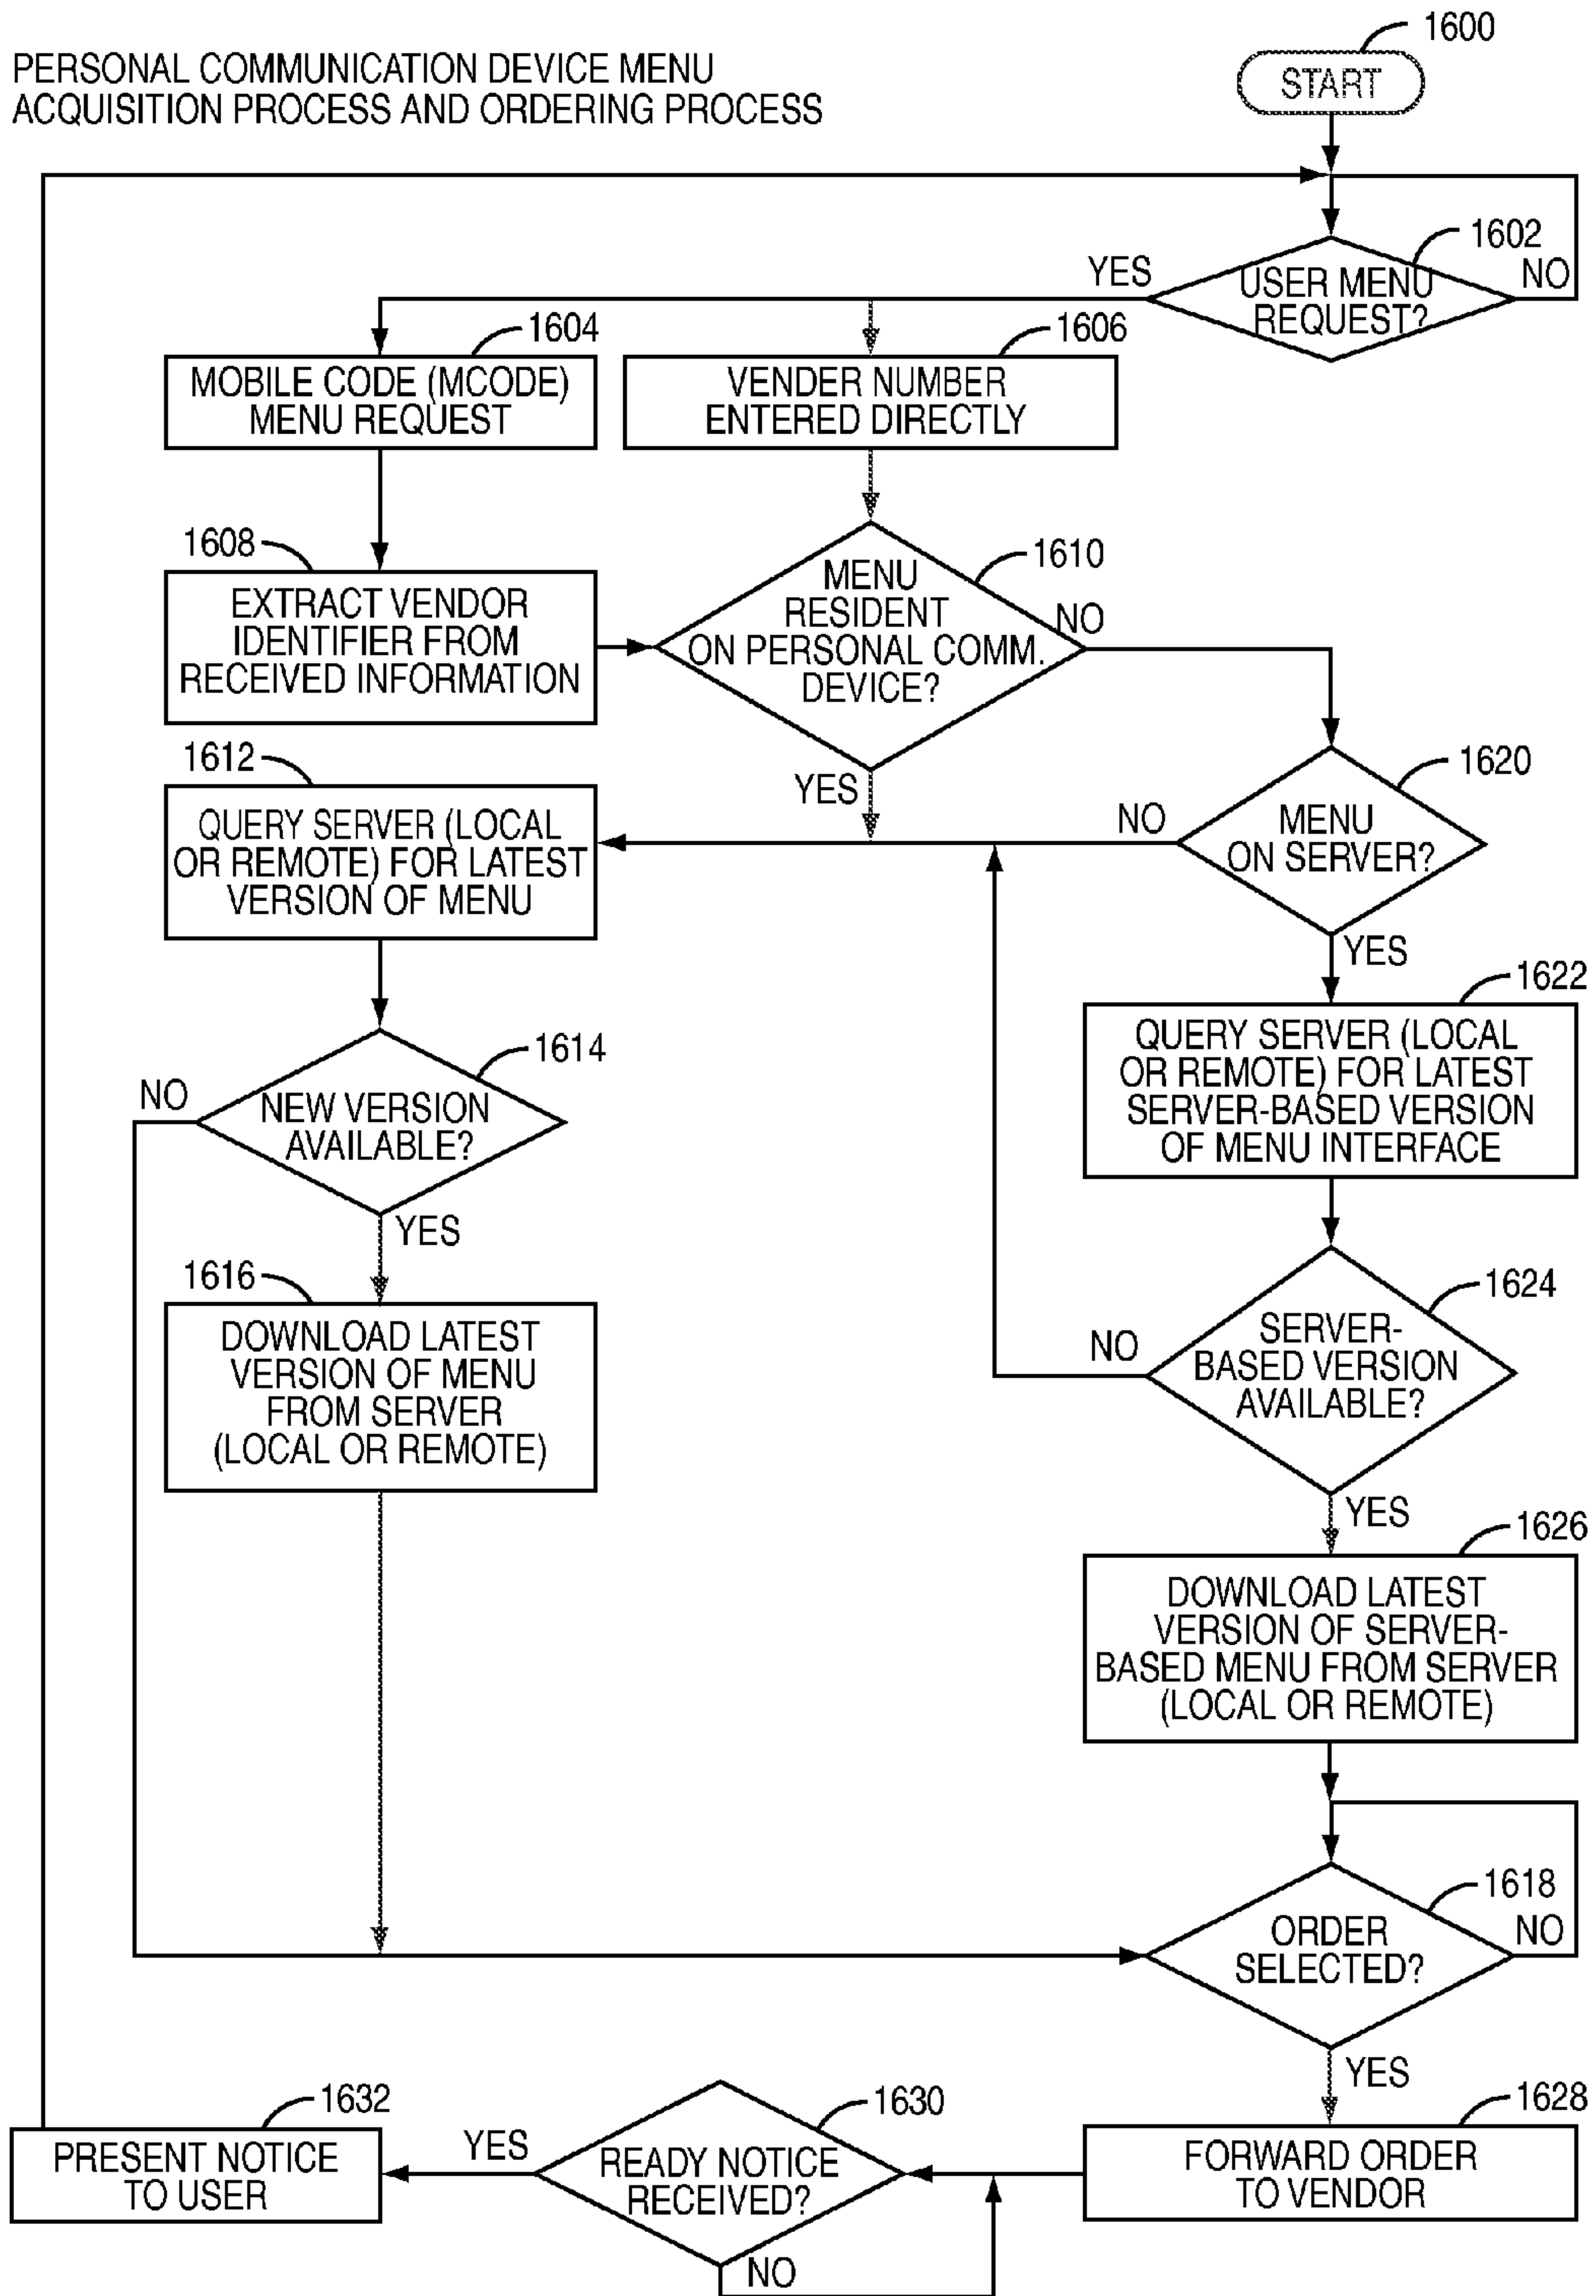 PERSONAL COMMUNICATION DEVICE MENU
ACQUISITION PROCESS AND ORDERING PROCESS
1600
START
1602
USER MENU
REQUEST?
YES
NO
1604
MOBILE CODE (MCODE)
MENU REQUEST
1606
VENDER NUMBER
ENTERED DIRECTLY
1608
EXTRACT VENDOR
IDENTIFIER FROM
RECEIVED INFORMATION
1610
MENU
RESIDENT
ON PERSONAL COMM.
DEVICE?
NO
YES
1612
QUERY SERVER (LOCAL
OR REMOTE) FOR LATEST
VERSION OF MENU
1620
MENU
ON SERVER?
NO
YES
1622
QUERY SERVER (LOCAL
OR REMOTE) FOR LATEST
SERVER-BASED VERSION
OF MENU INTERFACE
1614
NEW VERSION
AVAILABLE?
NO
YES
1616
DOWNLOAD LATEST
VERSION OF MENU
FROM SERVER
(LOCAL OR REMOTE)
1624
SERVER-
BASED VERSION
AVAILABLE?
NO
YES
1626
DOWNLOAD LATEST
VERSION OF SERVER-
BASED MENU FROM SERVER
(LOCAL OR REMOTE)
1618
ORDER
SELECTED?
NO
YES
1628
FORWARD ORDER
TO VENDOR
1630
READY NOTICE
RECEIVED?
YES
NO
1632
PRESENT NOTICE
TO USER